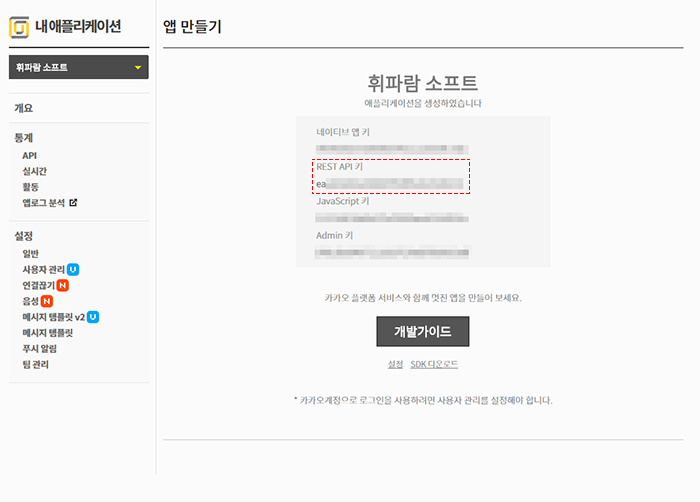 내 애플리케이션
휘파람 소프트
개요
통계
API
실시간
활동
앱로그 분석
설정
일반
사용자 관리 U
연결끊기 N
음성 N
메시지 템플릿 v2 U
메시지 템플릿
푸시 알림
팀 관리
앱 만들기
휘파람 소프트
애플리케이션을 생성하였습니다
네이티브 앱 키
REST API 키
ea
JavaScript 키
Admin 키
카카오 플랫폼 서비스와 함께 멋진 앱을 만들어 보세요.
개발가이드
설정 SDK 다운로드
* 카카오계정으로 로그인을 사용하려면 사용자 관리를 설정해야 합니다.